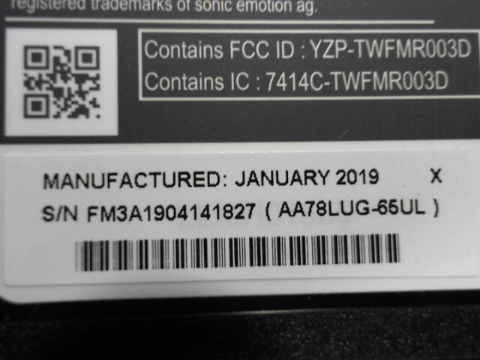 registered trademarks of sonic emotion ag.
Contains FCC ID : YZP-TWFMR003D
Contains IC : 7414C-TWFMR003D
MANUFACTURED: JANUARY 2019 X
S/N FM3A1904141827 ( AA78LUG-65UL )